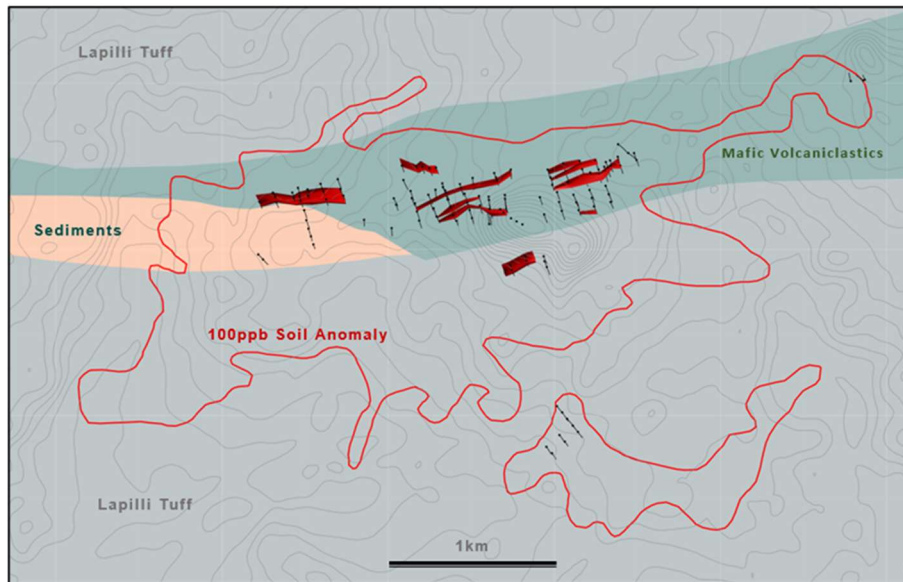 Lapilli Tuff
Mafic Volcaniclastics
Sediments
100ppb Soil Anomaly
Lapilli Tuff
1km